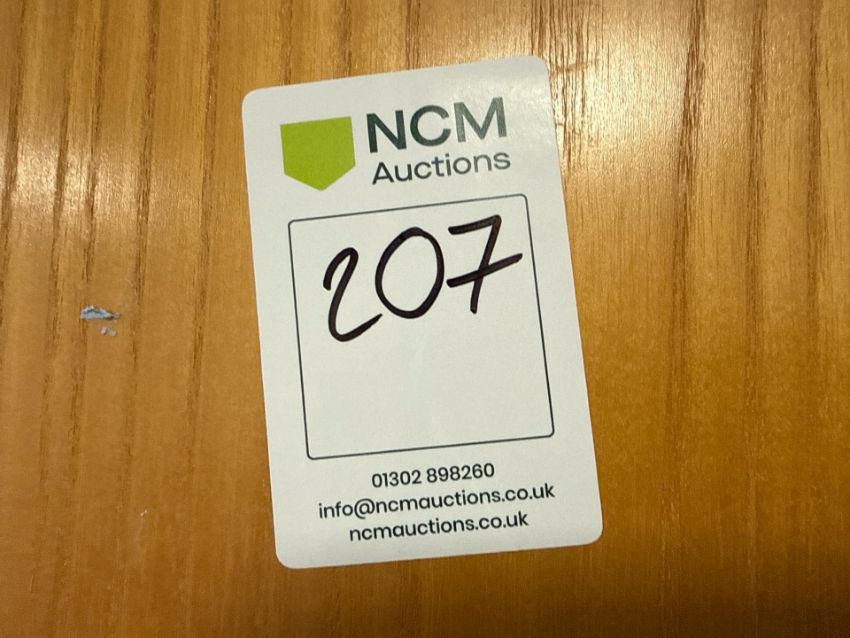 NCM
Auctions
207
01302 898260
info@ncmauctions.co.uk
ncmauctions.co.uk